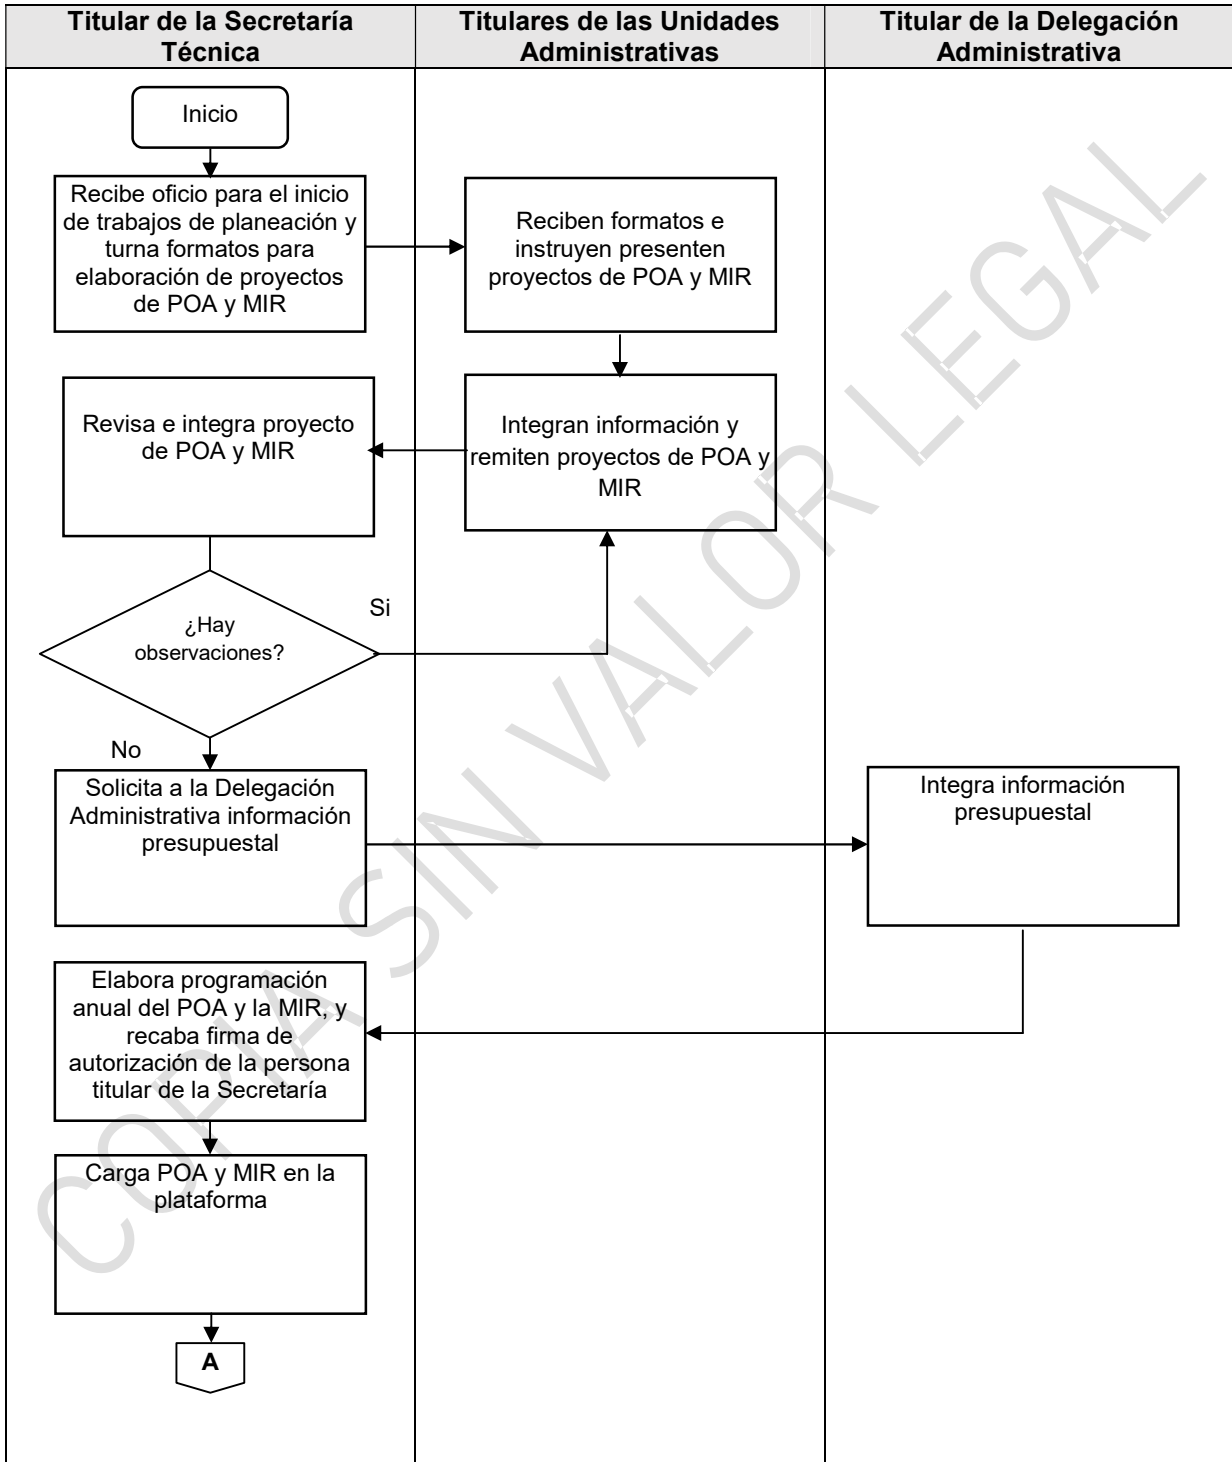 Titular de la Secretaría
Técnica
Titulares de las Unidades
Administrativas
Titular de la Delegación
Administrativa
Inicio
Recibe oficio para el inicio
de trabajos de planeación y
turna formatos para
elaboración de proyectos
de POA y MIR
Reciben formatos e
instruyen presenten
proyectos de POA y MIR
Revisa e integra proyecto
de POA y MIR
Integran información y
remiten proyectos de POA y
MIR
¿Hay
observaciones?
Si
No
Solicita a la Delegación
Administrativa información
presupuestal
Integra información
presupuestal
Elabora programación
anual del POA y la MIR, y
recaba firma de
autorización de la persona
titular de la Secretaría
Carga POA y MIR en la
plataforma
A
COPIA SIN VALOR LEGAL